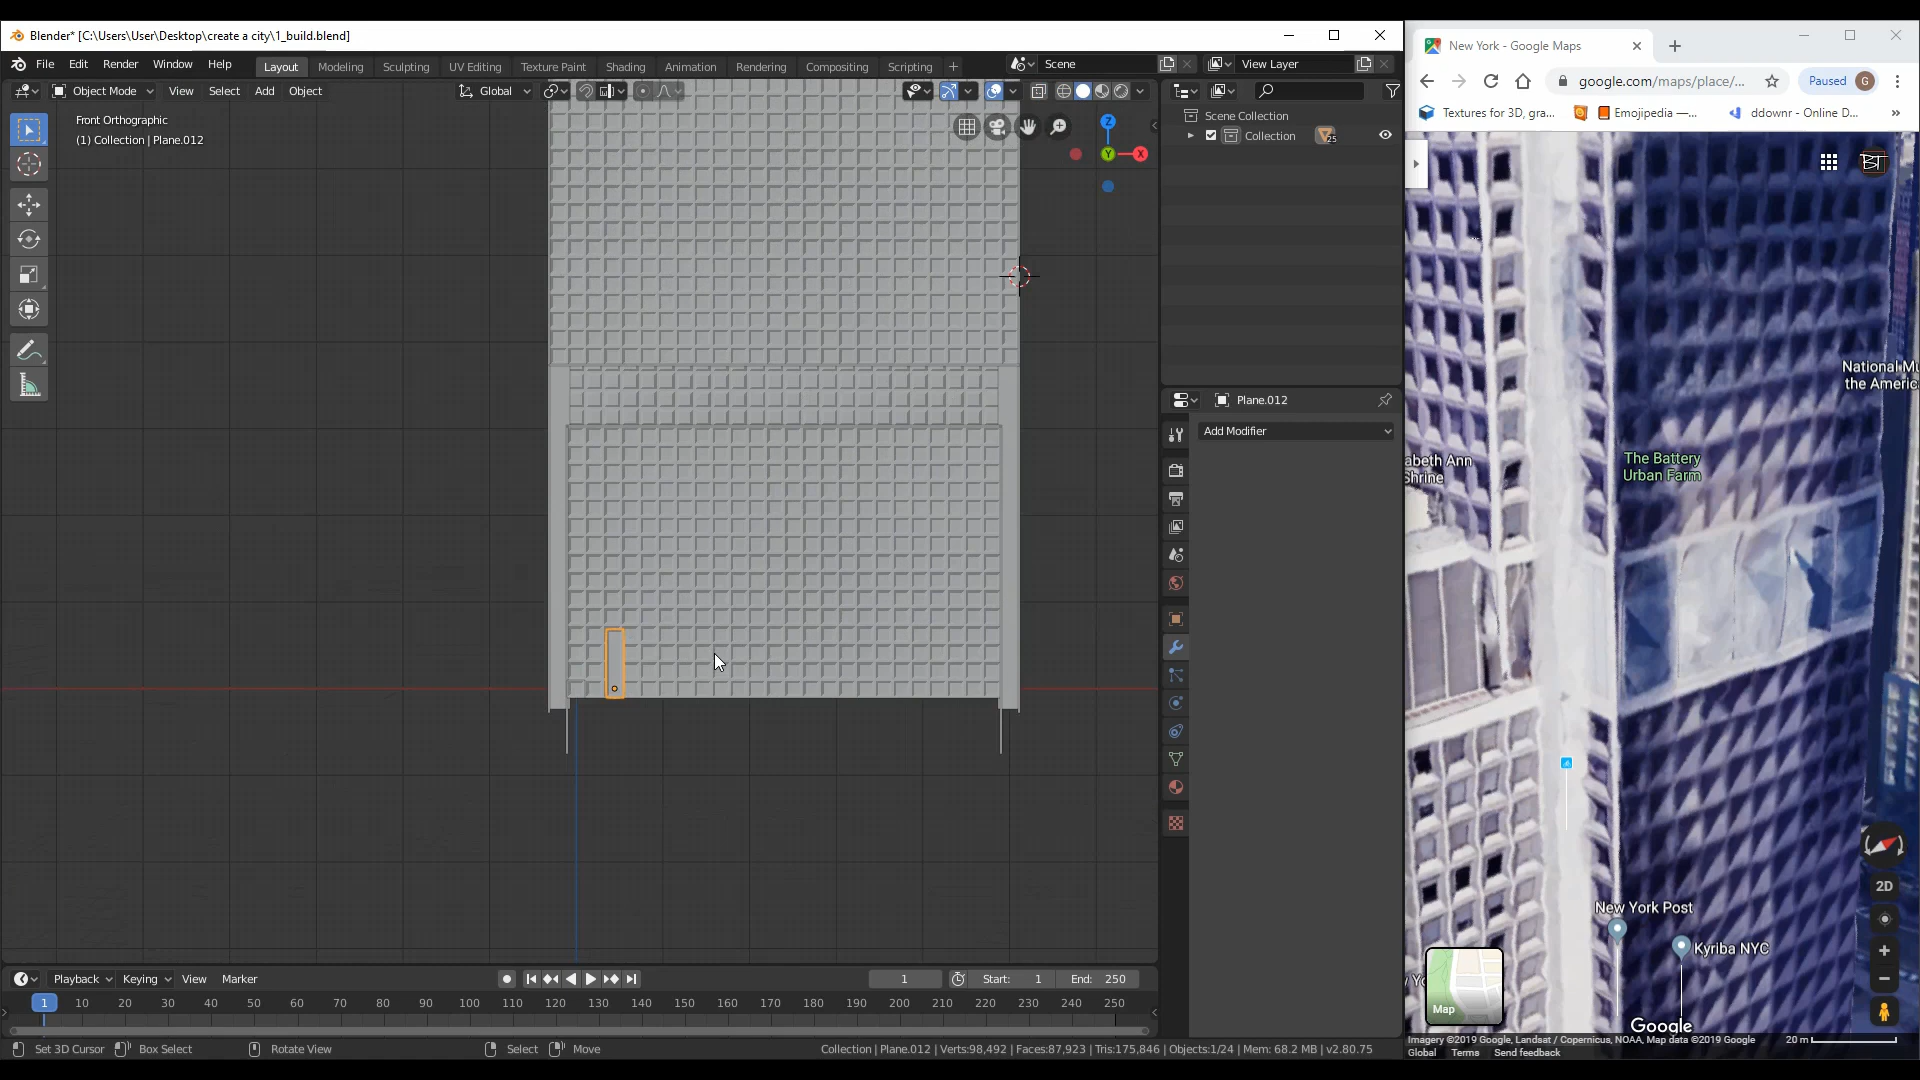 Blender* [C:\Users\User\Desktop\create a city\1_build.blend]
File Edit Render Window Help Layout Modeling Sculpting UV Editing Texture Paint Shading Animation Rendering Compositing Scripting + Scene View Layer
Object Mode View Select Add Object Global
Front Orthographic
(1) Collection | Plane.012
Z
Y
X
Scene Collection
Collection 25
Plane.012
Add Modifier
Playback Keying View Marker 1 Start: 1 End: 250
1 10 20 30 40 50 60 70 80 90 100 110 120 130 140 150 160 170 180 190 200 210 220 230 240 250
Set 3D Cursor Box Select Rotate View Select Move Collection | Plane.012 | Verts:98,492 | Faces:87,923 | Tris:175,846 | Objects:1/24 | Mem: 68.2 MB | v2.80.75
New York - Google Maps
google.com/maps/place/... Paused G
Textures for 3D, gra... Emojipedia —... ddownr - Online D... »
BT
National Mu
the America
abeth Ann
Shrine
The Battery
Urban Farm
2D
New York Post
Kyriba NYC
Map
Google
Imagery ©2019 Google, Landsat / Copernicus, NOAA, Map data ©2019 Google 20 m
Global Terms Send feedback